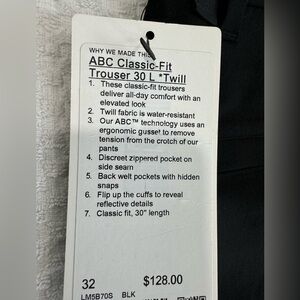 WHY WE MADE THIS
ABC Classic-Fit
Trouser 30 L *Twill
1. These classic-fit trousers
deliver all-day comfort with an
elevated look
2. Twill fabric is water-resistant
3. Our ABC™ technology uses an
ergonomic gusset to remove
tension from the crotch of our
pants
4. Discreet zippered pocket on
side seam
5. Back welt pockets with hidden
snaps
6. Flip up the cuffs to reveal
reflective details
7. Classic fit, 30" length
32 $128.00
LM5B70S BLK